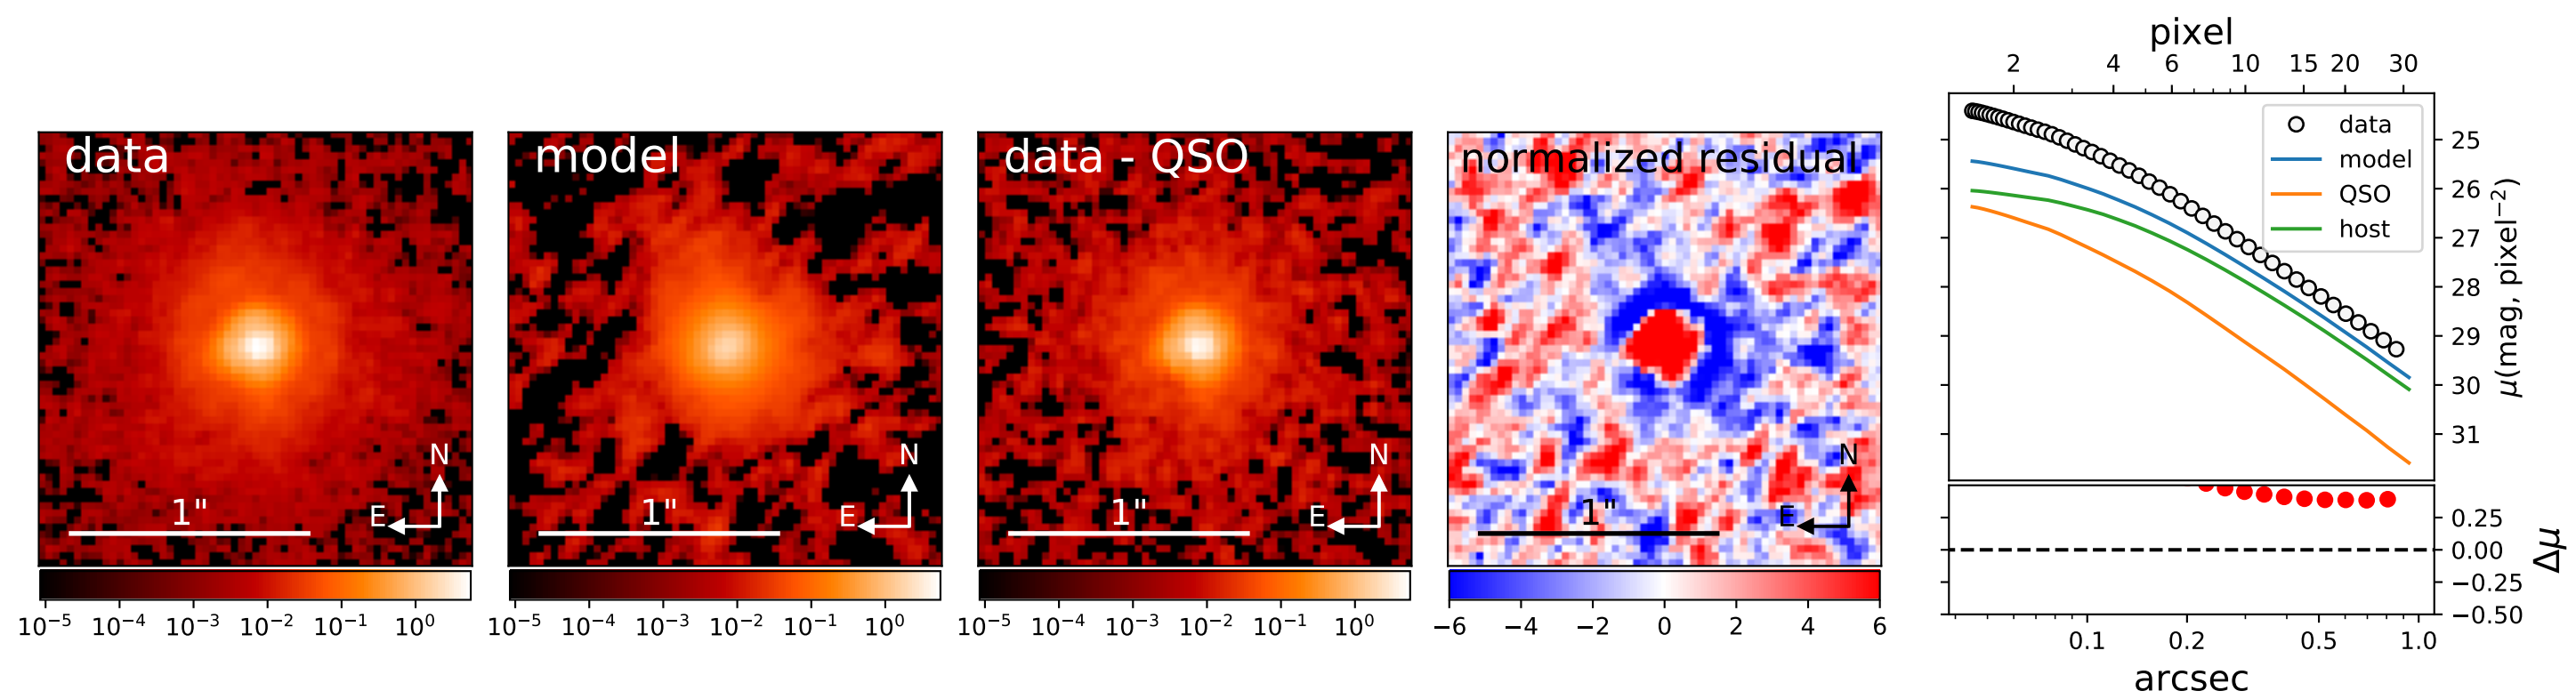 data
N
E
1"
10⁻⁵ 10⁻⁴ 10⁻³ 10⁻² 10⁻¹ 10⁰
model
N
E
1"
10⁻⁵ 10⁻⁴ 10⁻³ 10⁻² 10⁻¹ 10⁰
data - QSO
N
E
1"
10⁻⁵ 10⁻⁴ 10⁻³ 10⁻² 10⁻¹ 10⁰
normalized residual
N
E
1"
−6 −4 −2 0 2 4 6
pixel
2 4 6 10 15 20 30
data
model
QSO
host
25
26
27
28
29
30
31
μ(mag, pixel⁻²)
0.25
0.00
−0.25
−0.50
Δμ
0.1 0.2 0.5 1.0
arcsec